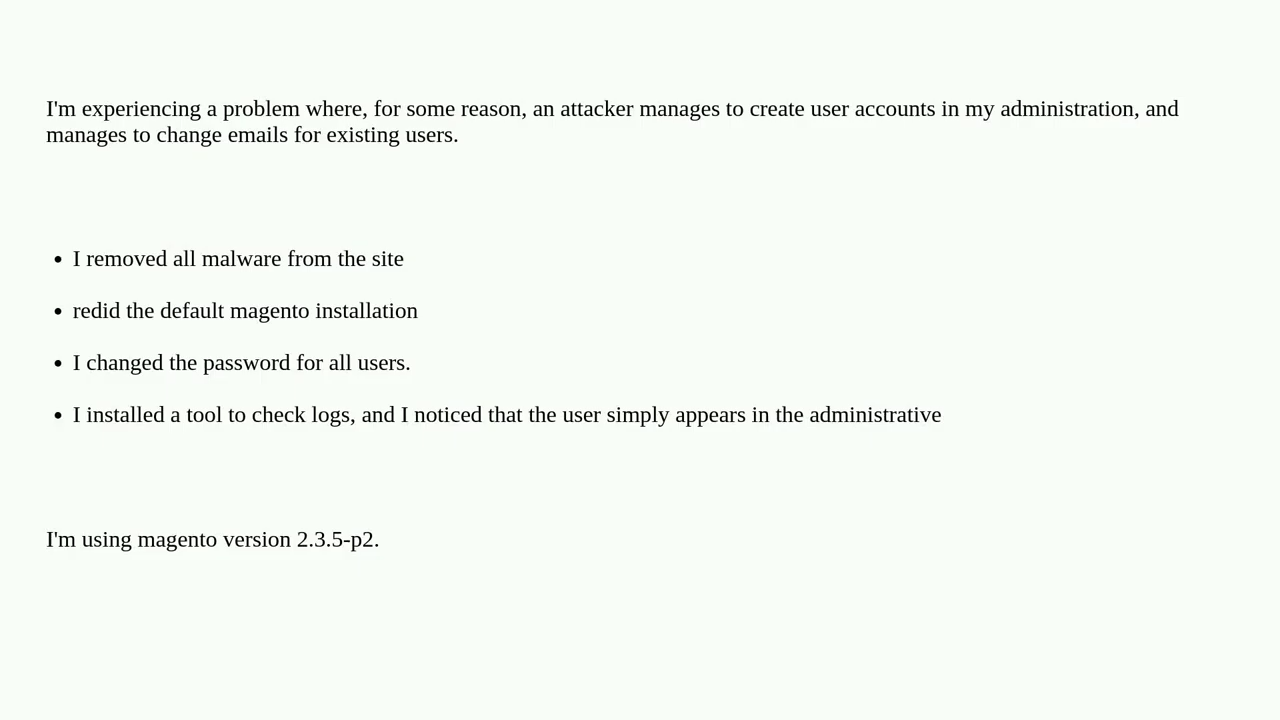 I'm experiencing a problem where, for some reason, an attacker manages to create user accounts in my administration, and
manages to change emails for existing users.
• I removed all malware from the site
• redid the default magento installation
• I changed the password for all users.
• I installed a tool to check logs, and I noticed that the user simply appears in the administrative
I'm using magento version 2.3.5-p2.